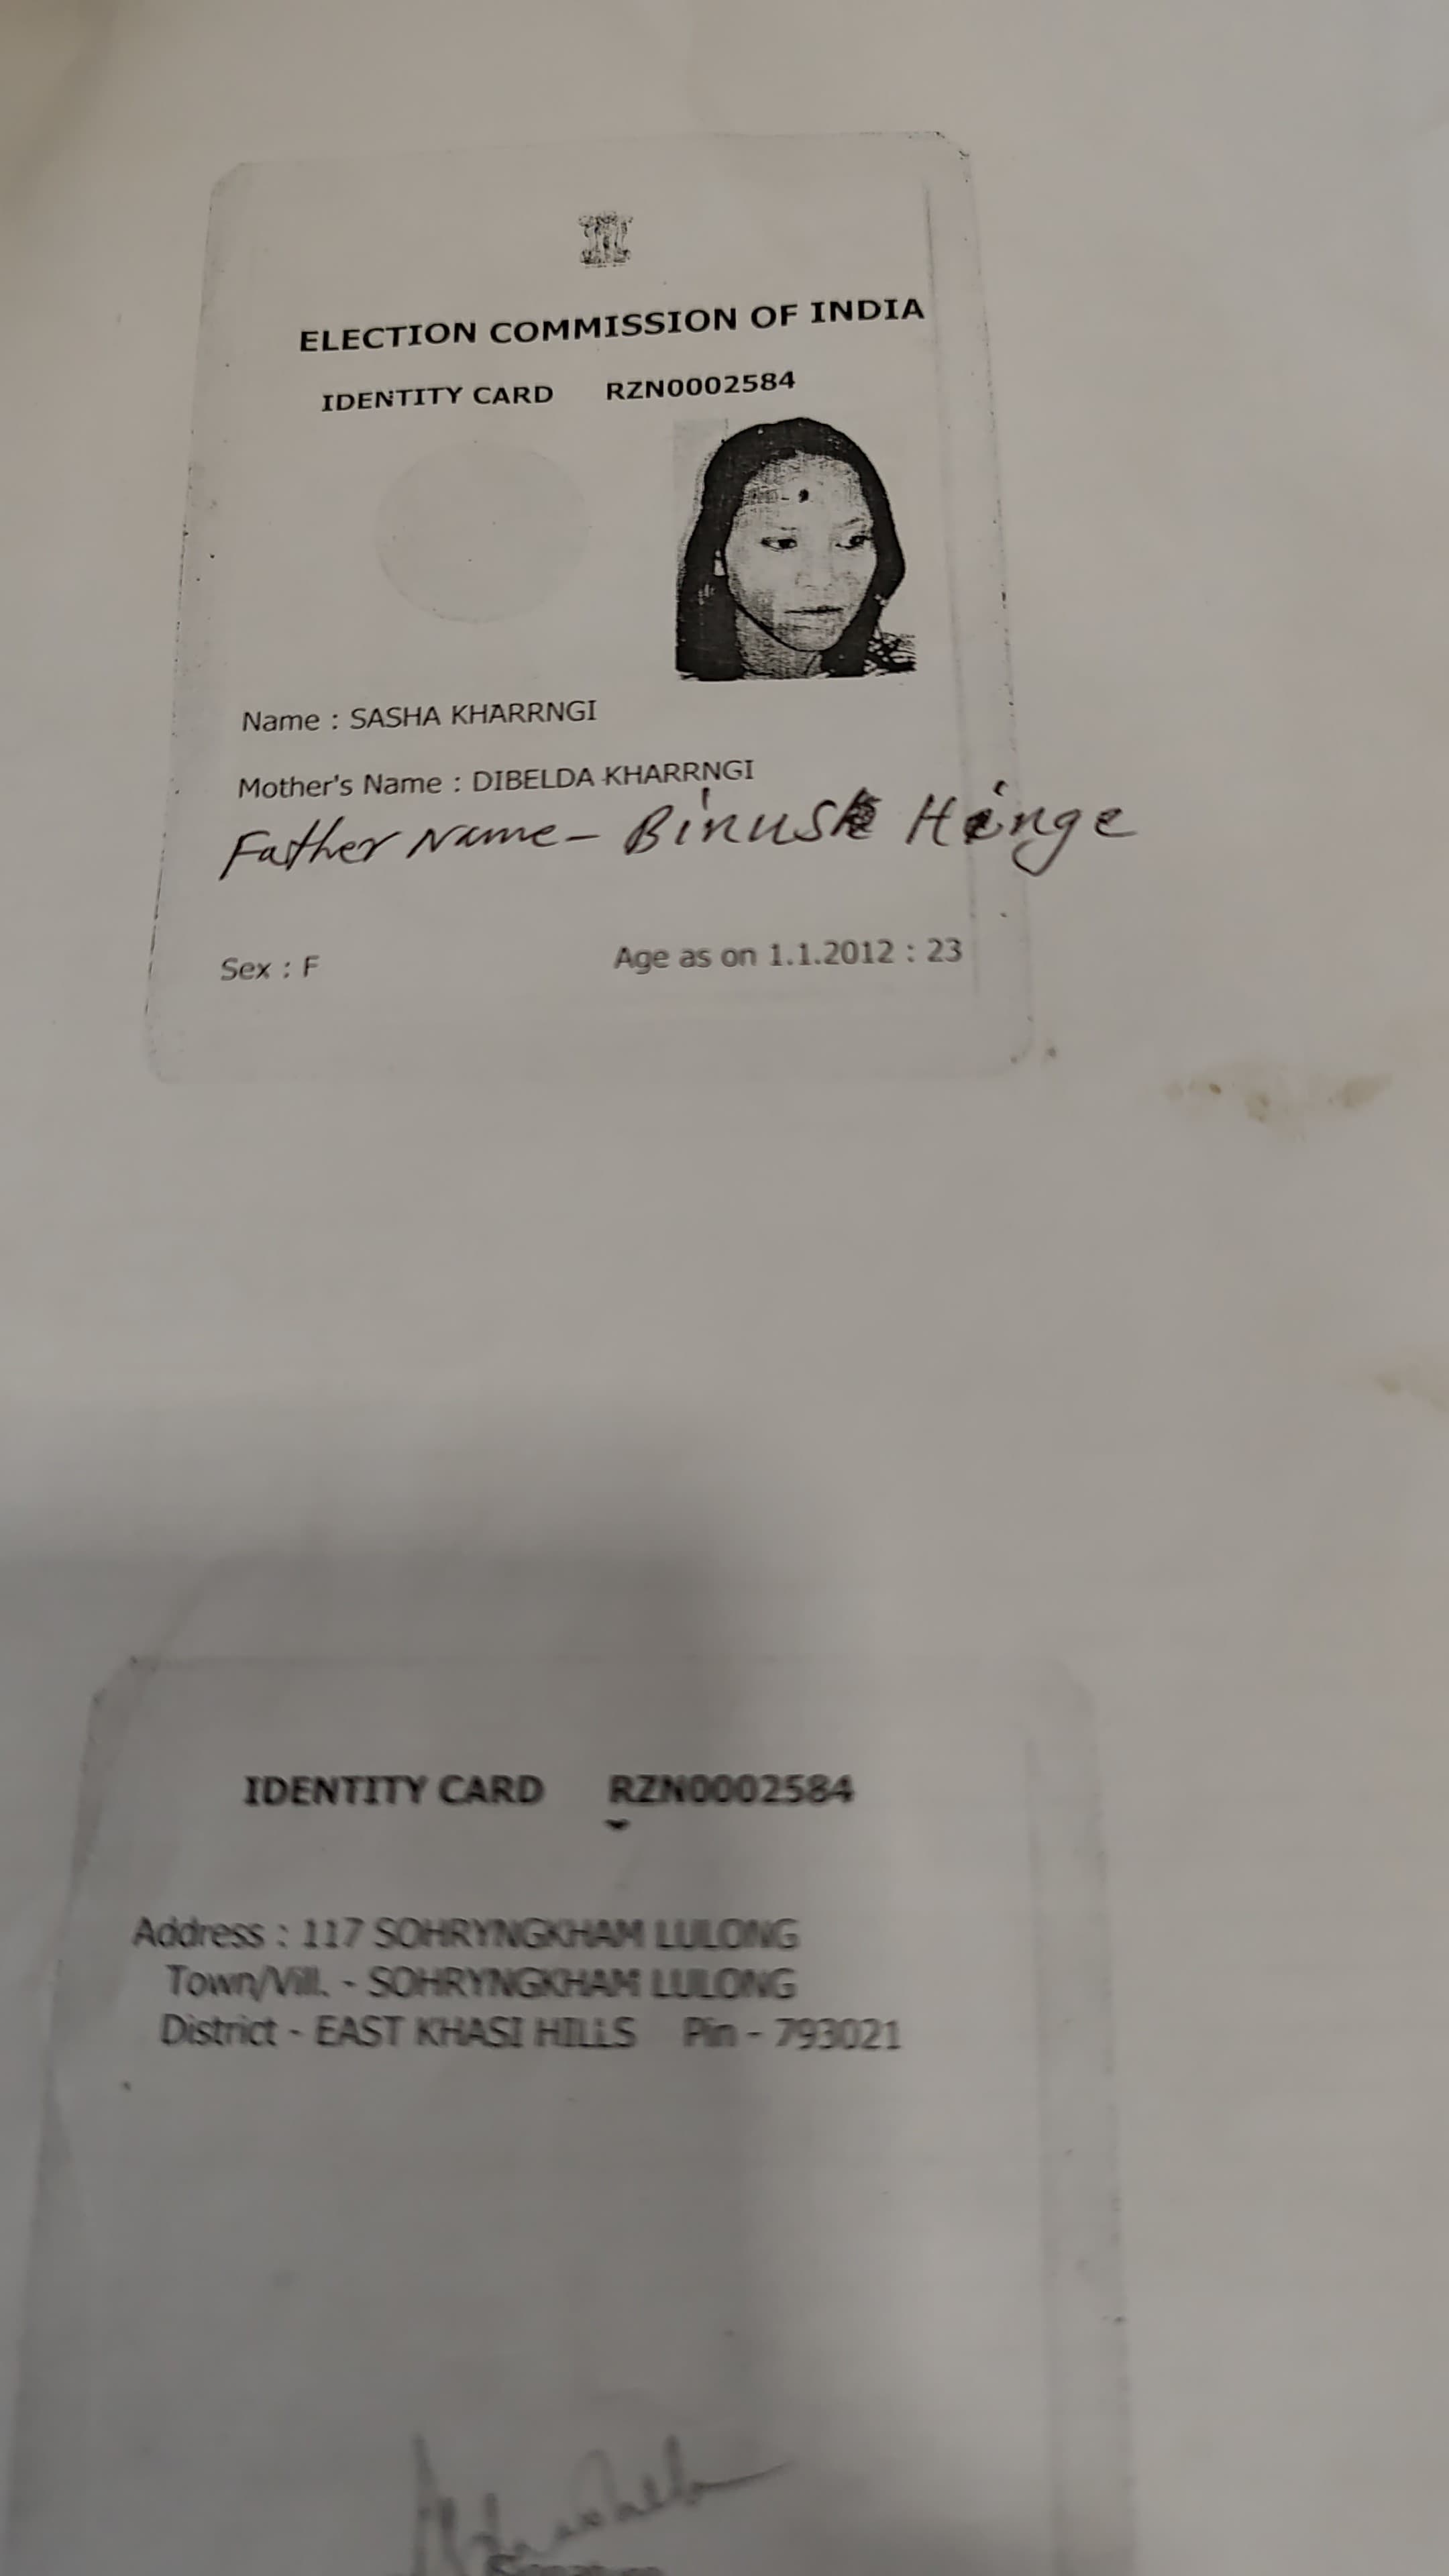 ELECTION COMMISSION OF INDIA
IDENTITY CARD RZN0002584
Name : SASHA KHARRNGI
Mother's Name : DIBELDA KHARRNGI
Father Name - Binus Hinge
Sex : F Age as on 1.1.2012 : 23
IDENTITY CARD RZN0002584
Address : 117 SOHRYNGKHAM LULONG
Town/Vill. - SOHRYNGKHAM LULONG
District - EAST KHASI HILLS Pin - 793021